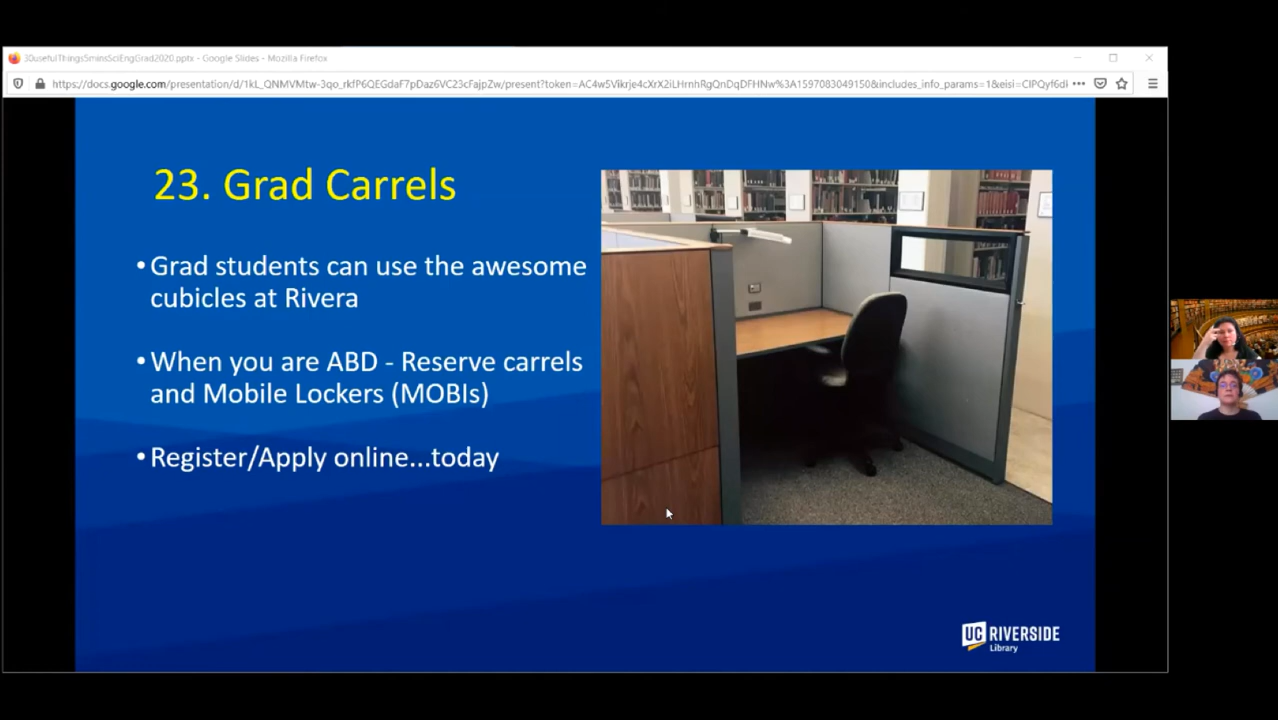 30usefulThings5minsSciEngGrad2020.pptx - Google Slides - Mozilla Firefox
23. Grad Carrels
•Grad students can use the awesome
cubicles at Rivera
•When you are ABD - Reserve carrels
and Mobile Lockers (MOBIs)
•Register/Apply online...today
UC RIVERSIDE
Library